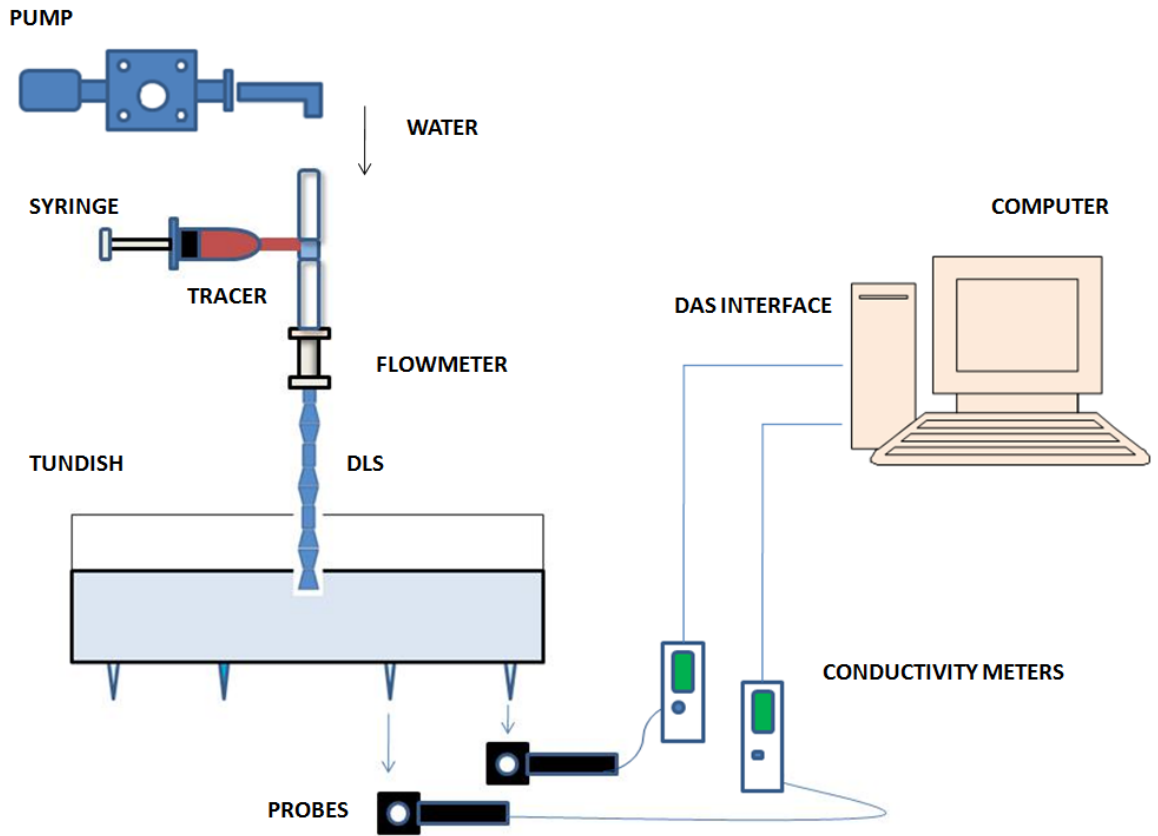 PUMP
WATER
SYRINGE
COMPUTER
TRACER
DAS INTERFACE
FLOWMETER
TUNDISH
DLS
CONDUCTIVITY METERS
PROBES